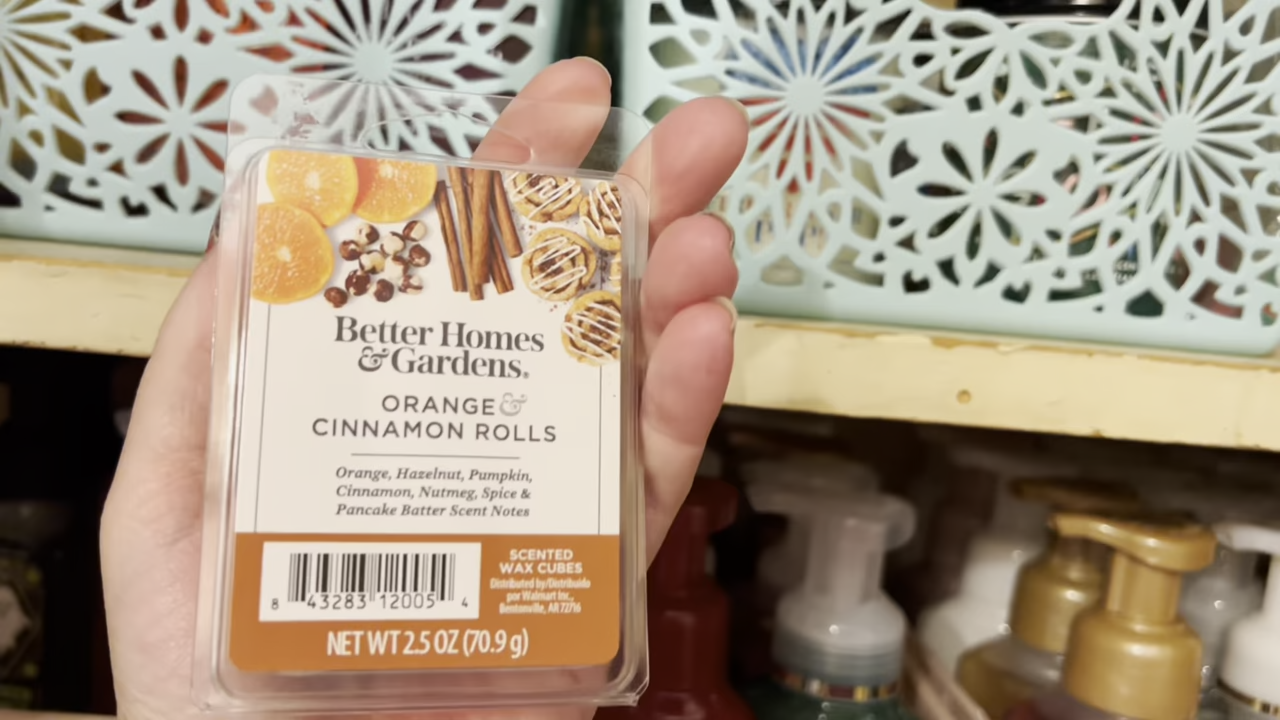 Better Homes
& Gardens®
ORANGE &
CINNAMON ROLLS
Orange, Hazelnut, Pumpkin,
Cinnamon, Nutmeg, Spice &
Pancake Batter Scent Notes
SCENTED
WAX CUBES
Distributed by/Distribuido
por Walmart Inc.,
Bentonville, AR 72716
8 43283 12005 4
NET WT 2.5 OZ (70.9 g)